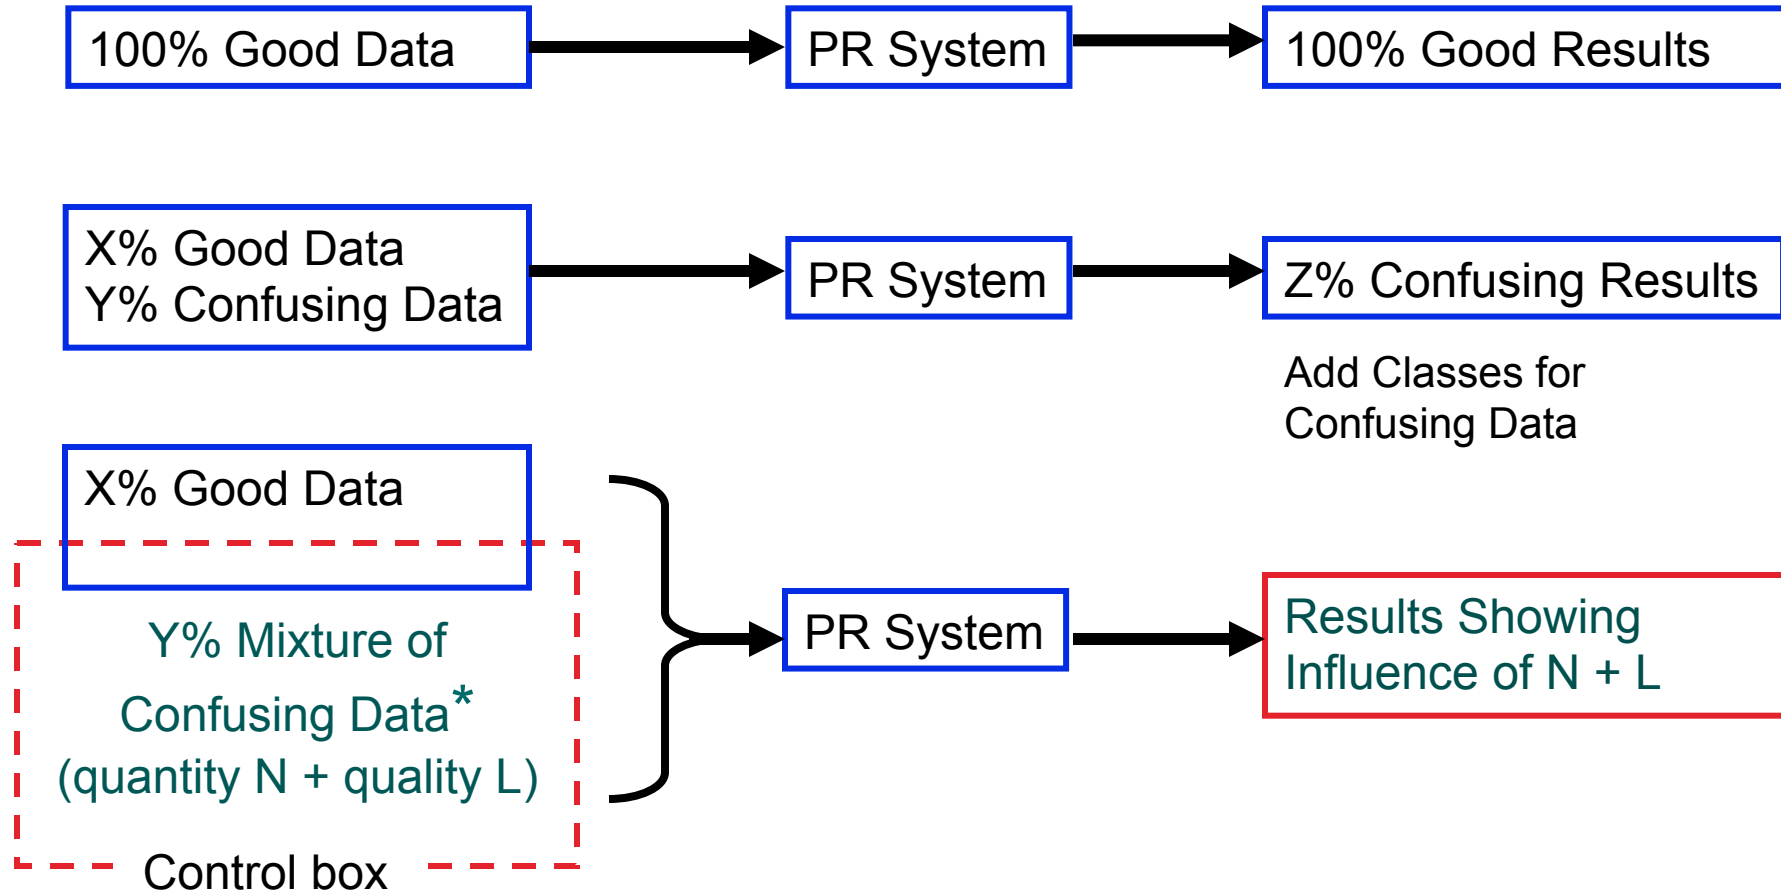 100% Good Data
PR System
100% Good Results
X% Good Data
Y% Confusing Data
PR System
Z% Confusing Results
Add Classes for
Confusing Data
X% Good Data
Y% Mixture of
Confusing Data*
(quantity N + quality L)
Control box
PR System
Results Showing
Influence of N + L